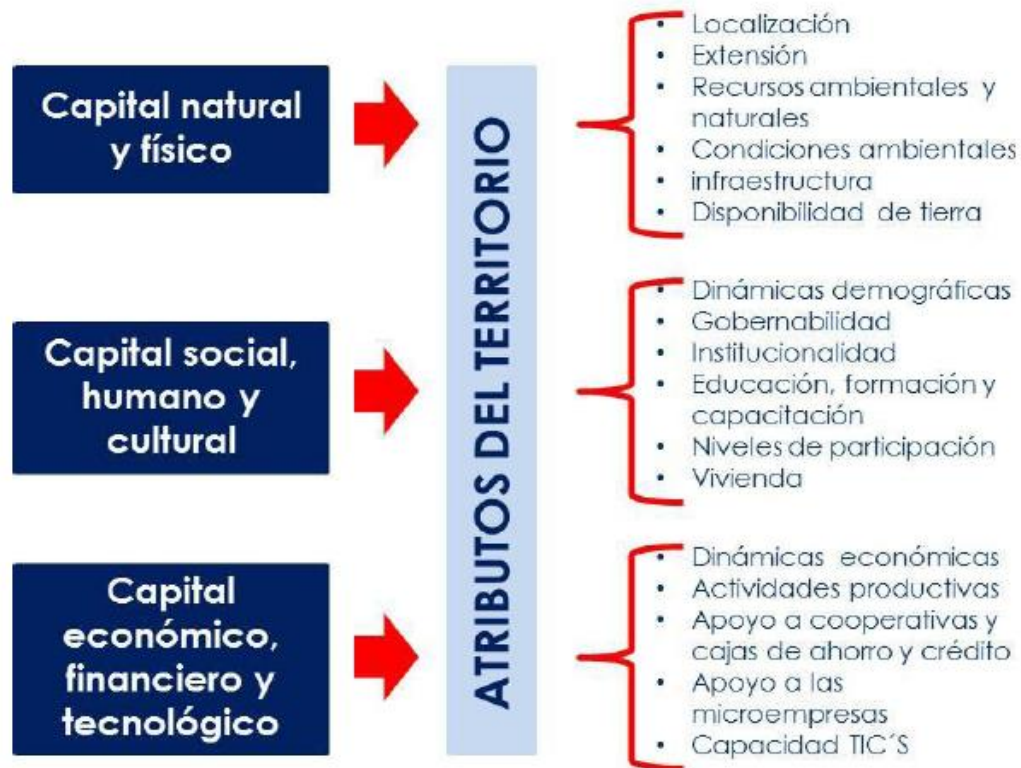 Capital natural
y físico
Capital social,
humano y
cultural
Capital
económico,
financiero y
tecnológico
ATRIBUTOS DEL TERRITORIO
• Localización
• Extensión
• Recursos ambientales y
naturales
• Condiciones ambientales
• infraestructura
• Disponibilidad de tierra
• Dinámicas demográficas
• Gobernabilidad
• Institucionalidad
• Educación, formación y
capacitación
• Niveles de participación
• Vivienda
• Dinámicas económicas
• Actividades productivas
• Apoyo a cooperativas y
cajas de ahorro y crédito
• Apoyo a las
microempresas
• Capacidad TIC´S